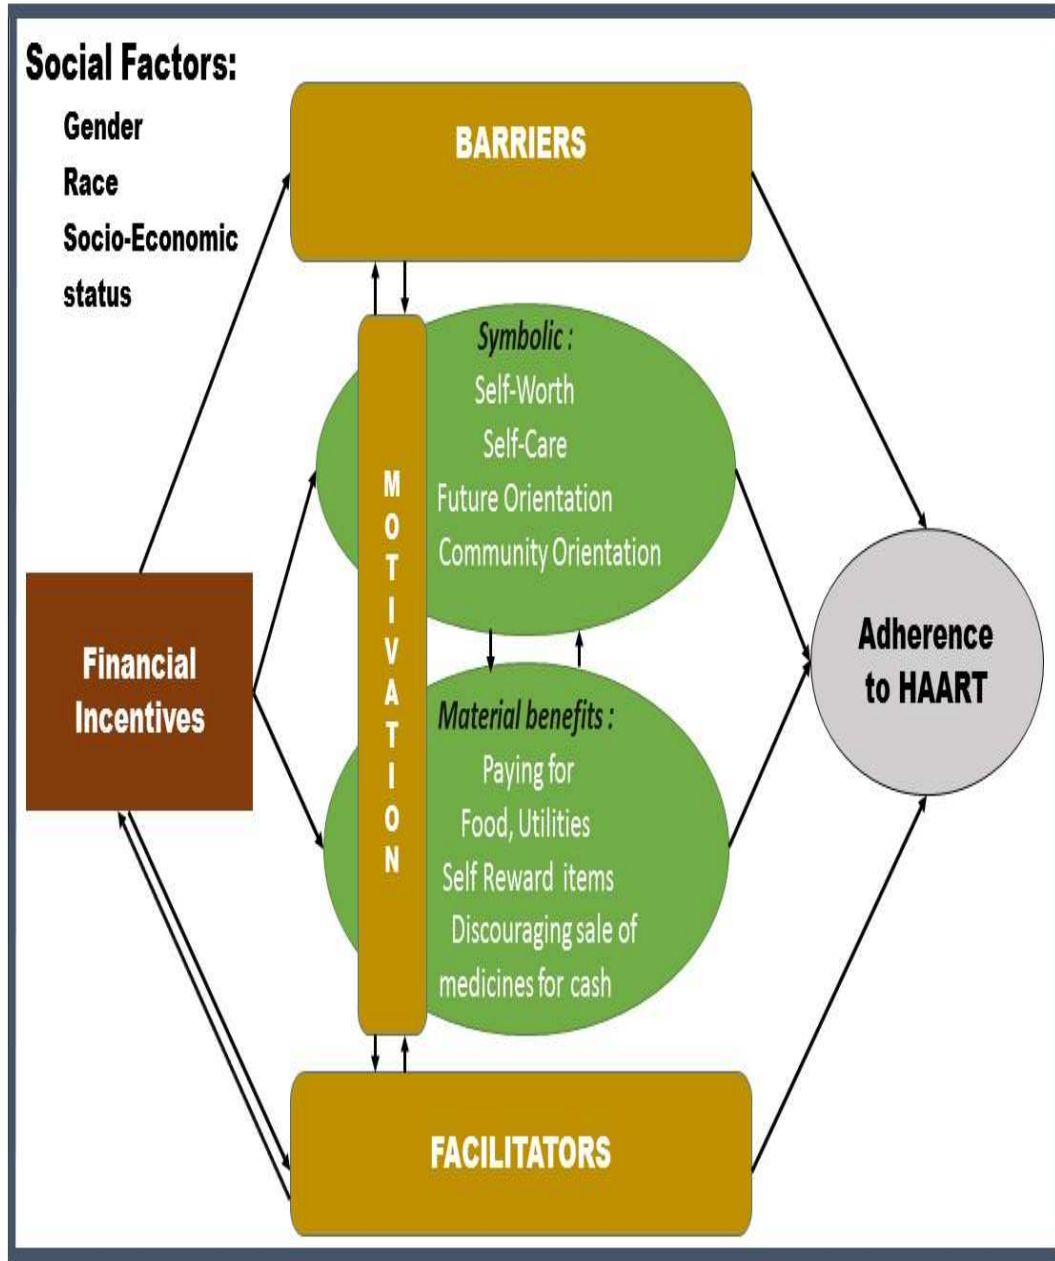 Social Factors:
Gender
Race
Socio-Economic
status
BARRIERS
Symbolic :
Self-Worth
Self-Care
Future Orientation
Community Orientation
MOTIVATION
Financial
Incentives
Adherence
to HAART
Material benefits :
Paying for
Food, Utilities
Self Reward items
Discouraging sale of
medicines for cash
FACILITATORS